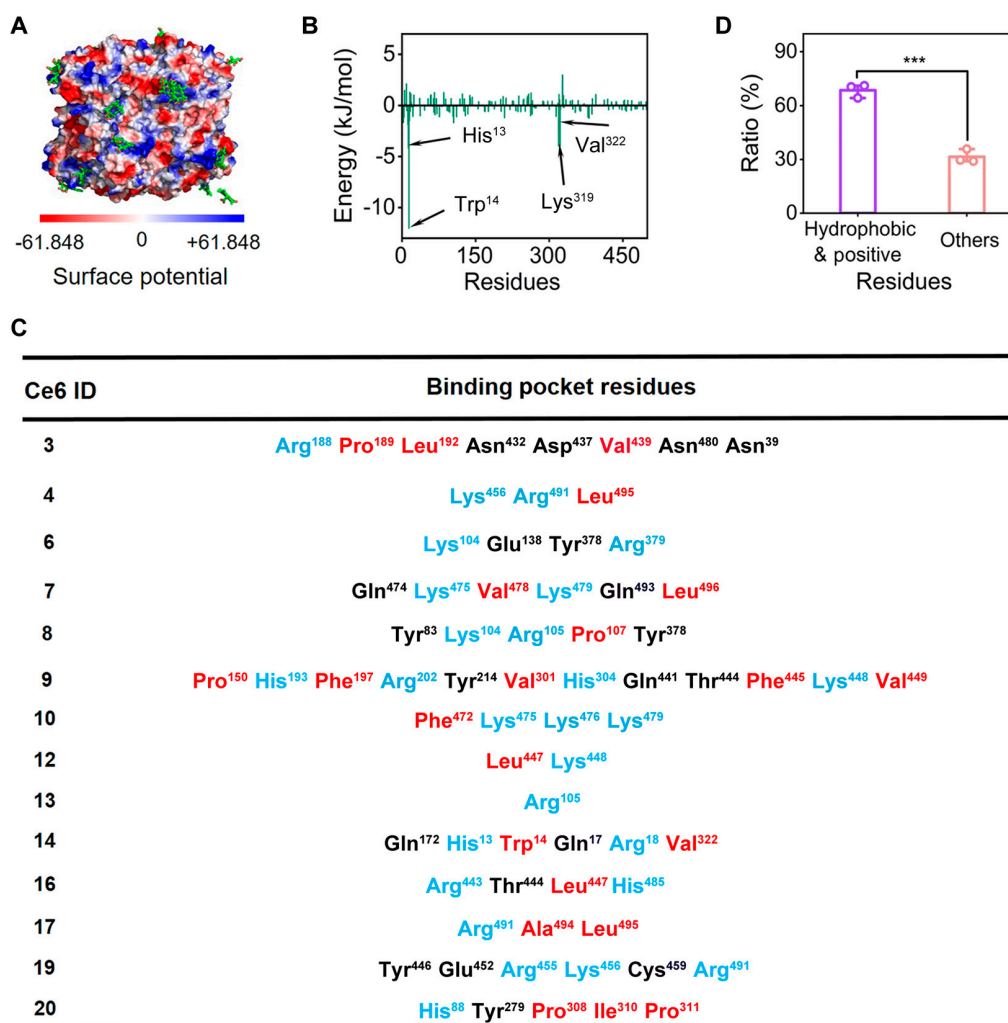 A
-61.848 0 +61.848
Surface potential
B
Energy (kJ/mol)
5
0
-5
-10
His¹³
Trp¹⁴
Val³²²
Lys³¹⁹
0 150 300 450
Residues
D
Ratio (%)
90
60
30
0
***
Hydrophobic
& positive
Others
Residues
C
Ce6 ID Binding pocket residues
3 Arg¹⁸⁸ Pro¹⁸⁹ Leu¹⁹² Asn⁴³² Asp⁴³⁷ Val⁴³⁹ Asn⁴⁸⁰ Asn³⁹
4 Lys⁴⁵⁶ Arg⁴⁹¹ Leu⁴⁹⁵
6 Lys¹⁰⁴ Glu¹³⁸ Tyr³⁷⁸ Arg³⁷⁹
7 Gln⁴⁷⁴ Lys⁴⁷⁵ Val⁴⁷⁸ Lys⁴⁷⁹ Gln⁴⁹³ Leu⁴⁹⁶
8 Tyr⁸³ Lys¹⁰⁴ Arg¹⁰⁵ Pro¹⁰⁷ Tyr³⁷⁸
9 Pro¹⁵⁰ His¹⁹³ Phe¹⁹⁷ Arg²⁰² Tyr²¹⁴ Val³⁰¹ His³⁰⁴ Gln⁴⁴¹ Thr⁴⁴⁴ Phe⁴⁴⁵ Lys⁴⁴⁸ Val⁴⁴⁹
10 Phe⁴⁷² Lys⁴⁷⁵ Lys⁴⁷⁶ Lys⁴⁷⁹
12 Leu⁴⁴⁷ Lys⁴⁴⁸
13 Arg¹⁰⁵
14 Gln¹⁷² His¹³ Trp¹⁴ Gln¹⁷ Arg¹⁸ Val³²²
16 Arg⁴⁴³ Thr⁴⁴⁴ Leu⁴⁴⁷ His⁴⁸⁵
17 Arg⁴⁹¹ Ala⁴⁹⁴ Leu⁴⁹⁵
19 Tyr⁴⁴⁶ Glu⁴⁵² Arg⁴⁵⁵ Lys⁴⁵⁶ Cys⁴⁵⁹ Arg⁴⁹¹
20 His⁸⁸ Tyr²⁷⁹ Pro³⁰⁸ Ile³¹⁰ Pro³¹¹